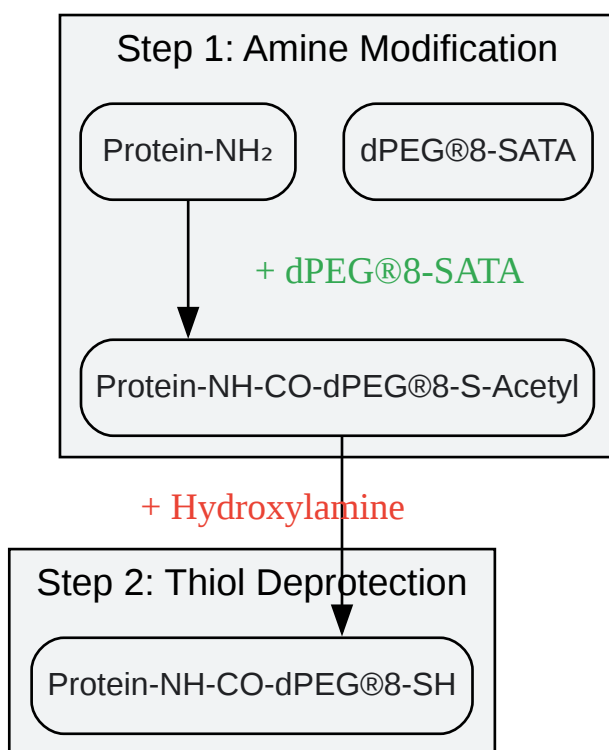 Step 1: Amine Modification
Protein-NH₂
dPEG®8-SATA
+ dPEG®8-SATA
Protein-NH-CO-dPEG®8-S-Acetyl
+ Hydroxylamine
Step 2: Thiol Deprotection
Protein-NH-CO-dPEG®8-SH